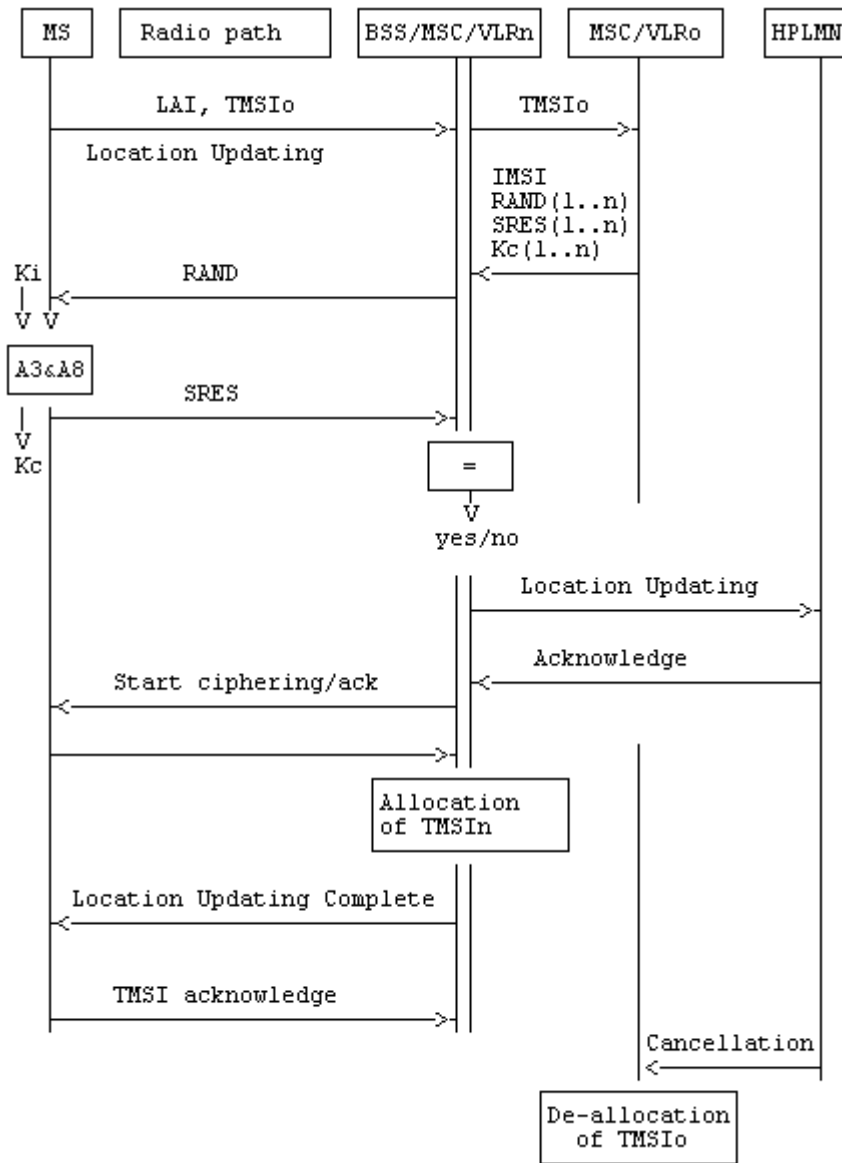 MS
Radio path
BSS/MSC/VLRn
MSC/VLRo
HPLMN
LAI, TMSIo
TMSIo
Location Updating
IMSI
RAND(1..n)
SRES(1..n)
Kc(1..n)
Ki
RAND
V V
A3&A8
SRES
V
Kc
=
V
yes/no
Location Updating
Acknowledge
Start ciphering/ack
Allocation
of TMSIn
Location Updating Complete
TMSI acknowledge
Cancellation
De-allocation
of TMSIo